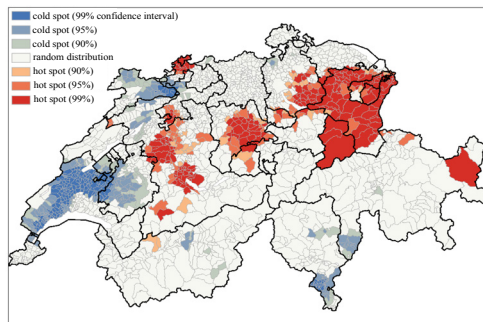 cold spot (99% confidence interval)
cold spot (95%)
cold spot (90%)
random distribution
hot spot (90%)
hot spot (95%)
hot spot (99%)